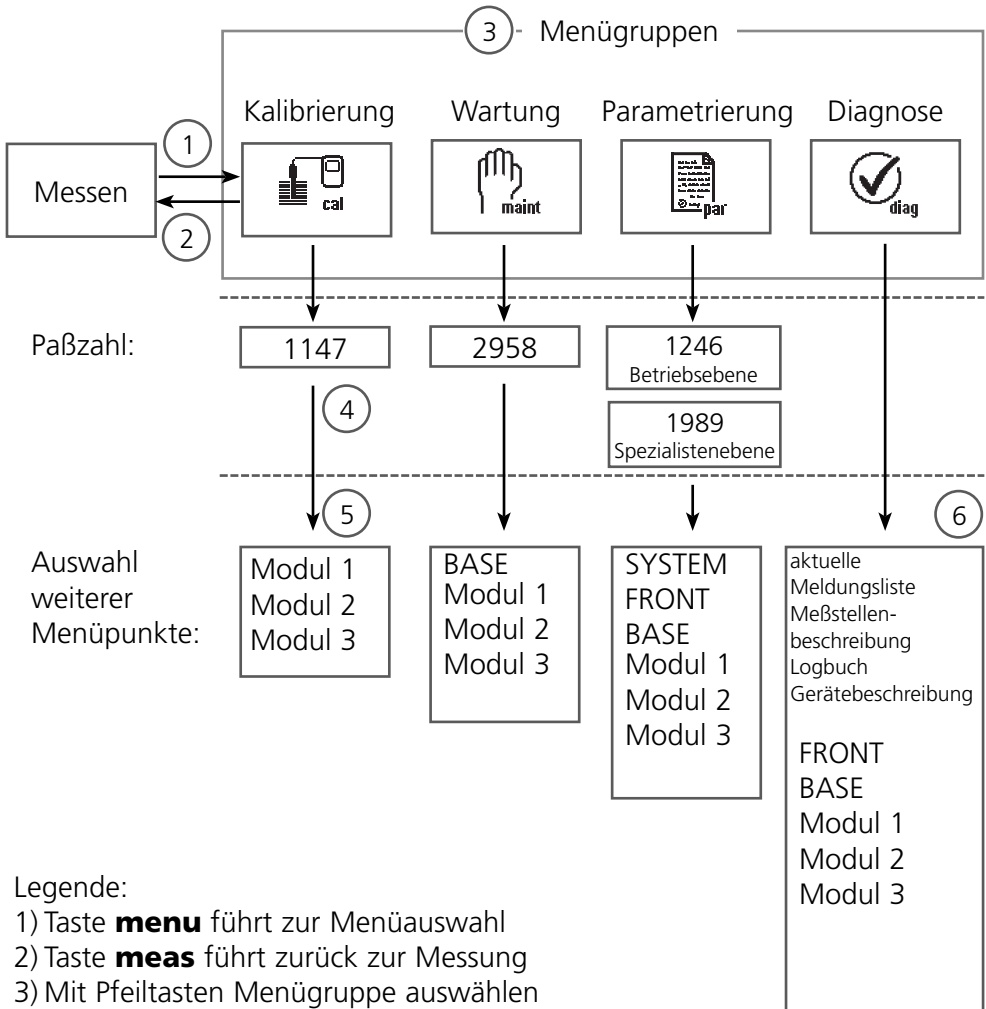 3 Menügruppen
Kalibrierung Wartung Parametrierung Diagnose
1
Messen
cal maint par diag
2
Paßzahl:
1147 2958 1246
Betriebsebene
4
1989
Spezialistenebene
5 6
Auswahl
weiterer
Menüpunkte:
Modul 1
Modul 2
Modul 3
BASE
Modul 1
Modul 2
Modul 3
SYSTEM
FRONT
BASE
Modul 1
Modul 2
Modul 3
aktuelle
Meldungsliste
Meßstellen-
beschreibung
Logbuch
Gerätebeschreibung
FRONT
BASE
Modul 1
Modul 2
Modul 3
Legende:
1) Taste menu führt zur Menüauswahl
2) Taste meas führt zurück zur Messung
3) Mit Pfeiltasten Menügruppe auswählen